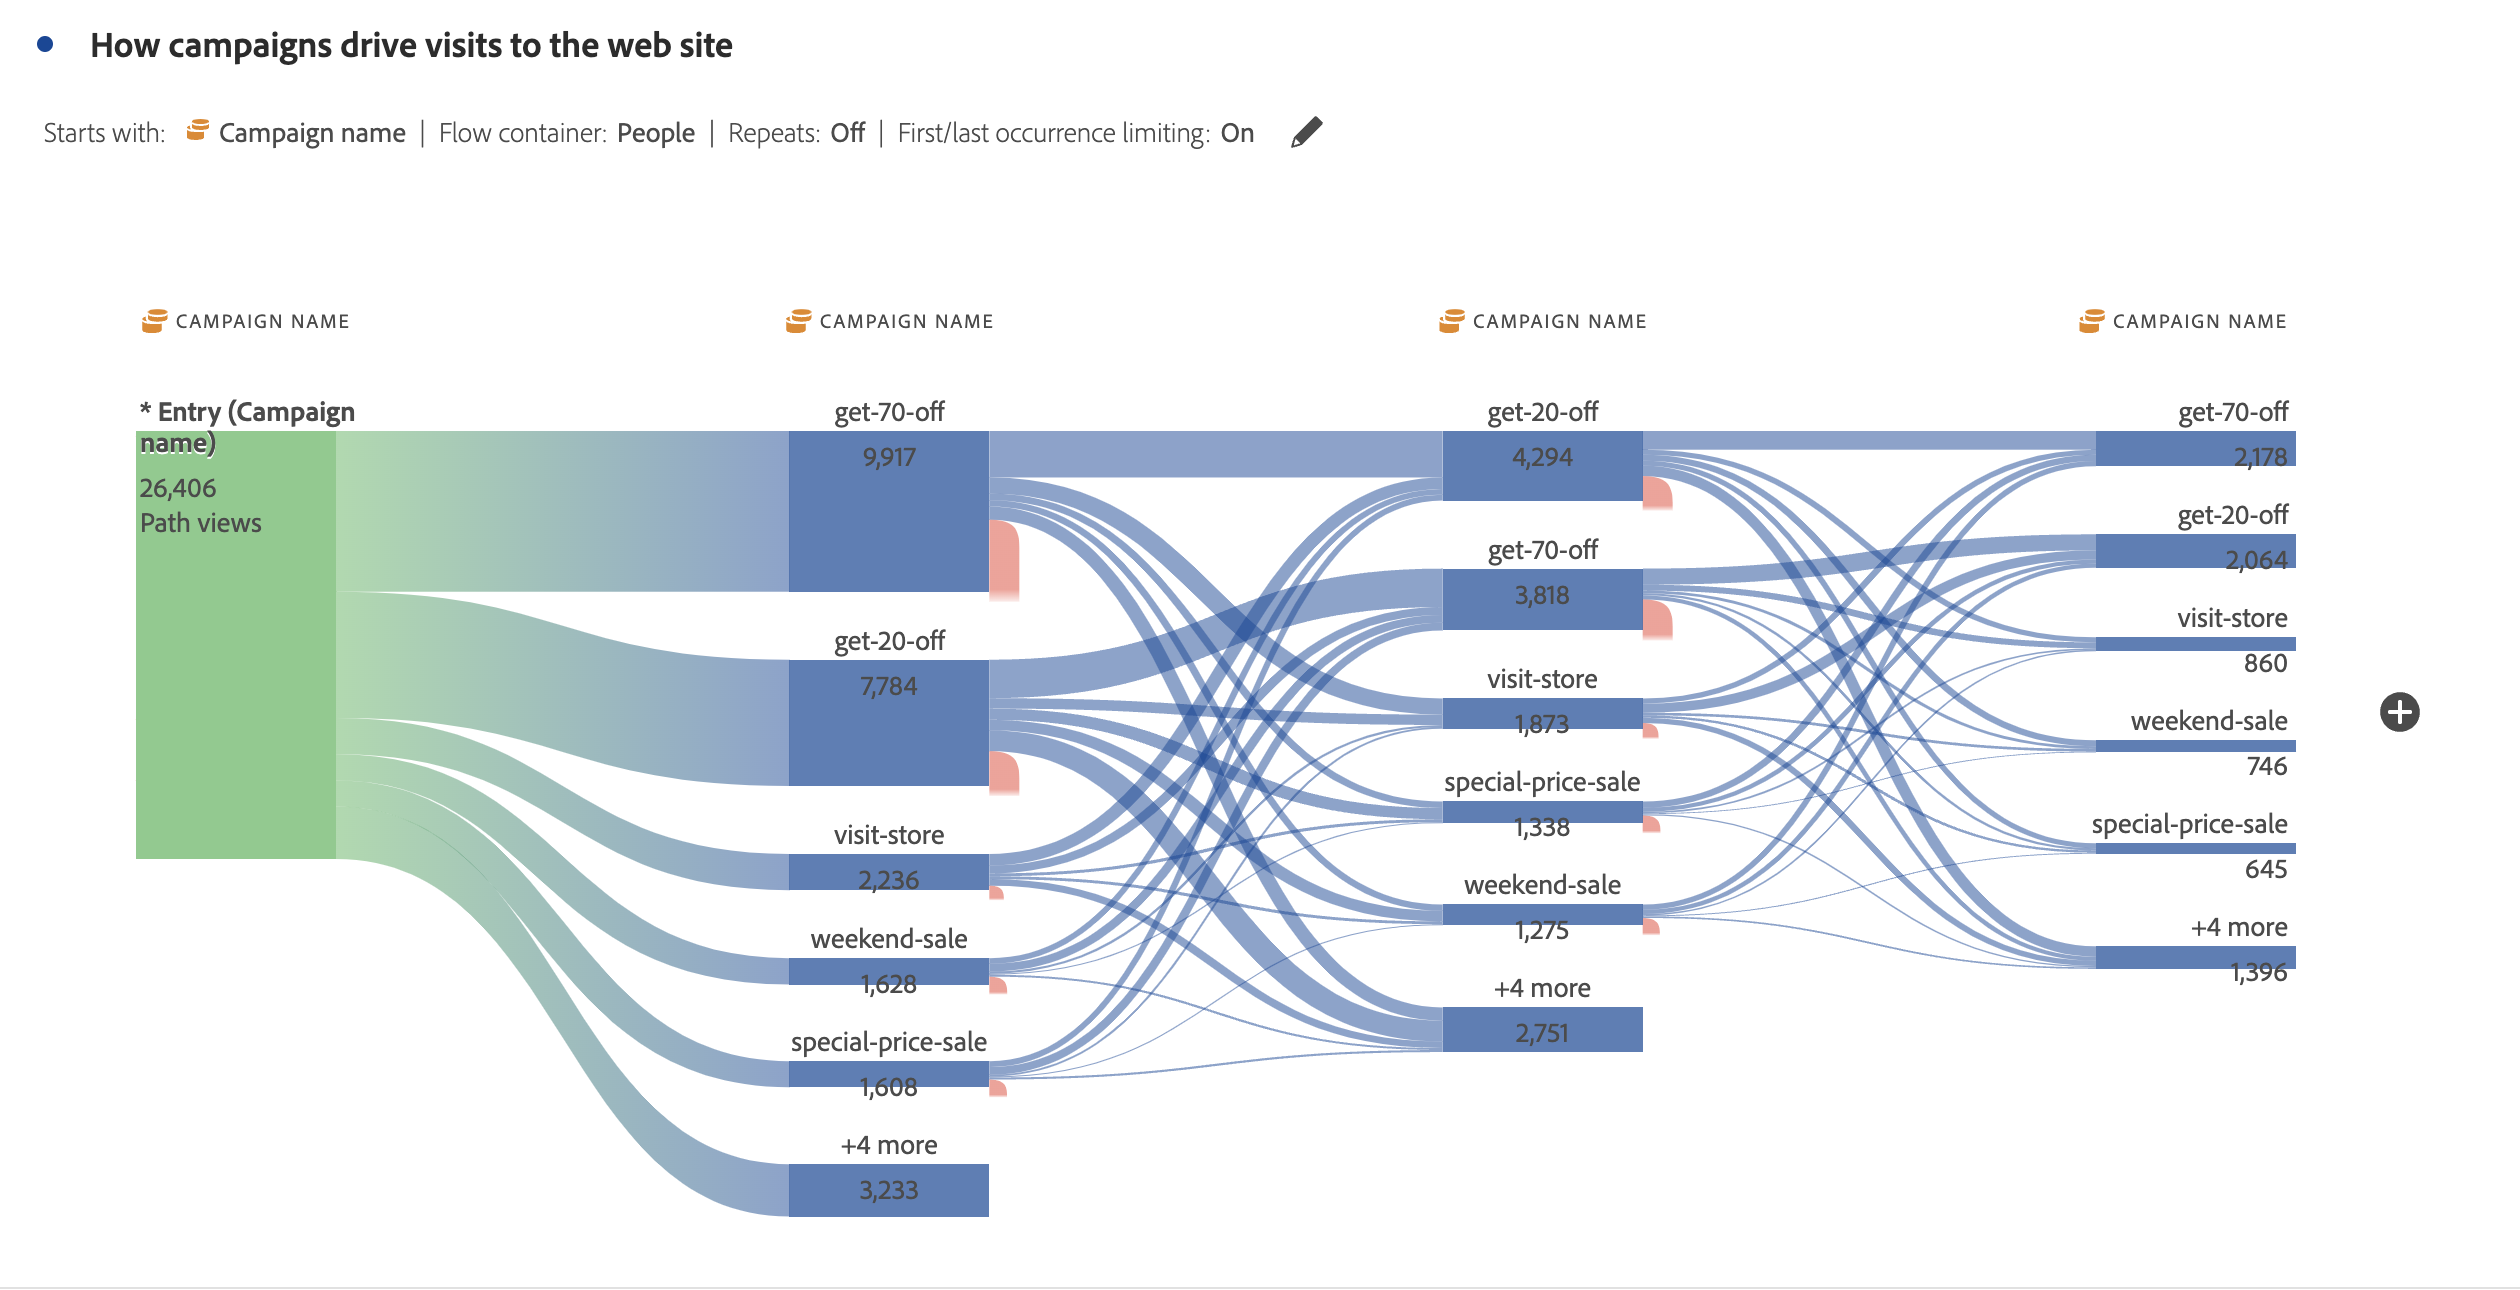 How campaigns drive visits to the web site
Starts with: Campaign name | Flow container: People | Repeats: Off | First/last occurrence limiting: On
CAMPAIGN NAME
CAMPAIGN NAME
CAMPAIGN NAME
CAMPAIGN NAME
* Entry (Campaign
name)
26,406
Path views
get-70-off
9,917
get-20-off
7,784
visit-store
2,236
weekend-sale
1,628
special-price-sale
1,608
+4 more
3,233
get-20-off
4,294
get-70-off
3,818
visit-store
1,873
special-price-sale
1,338
weekend-sale
1,275
+4 more
2,751
get-70-off
2,178
get-20-off
2,064
visit-store
860
weekend-sale
746
special-price-sale
645
+4 more
1,396